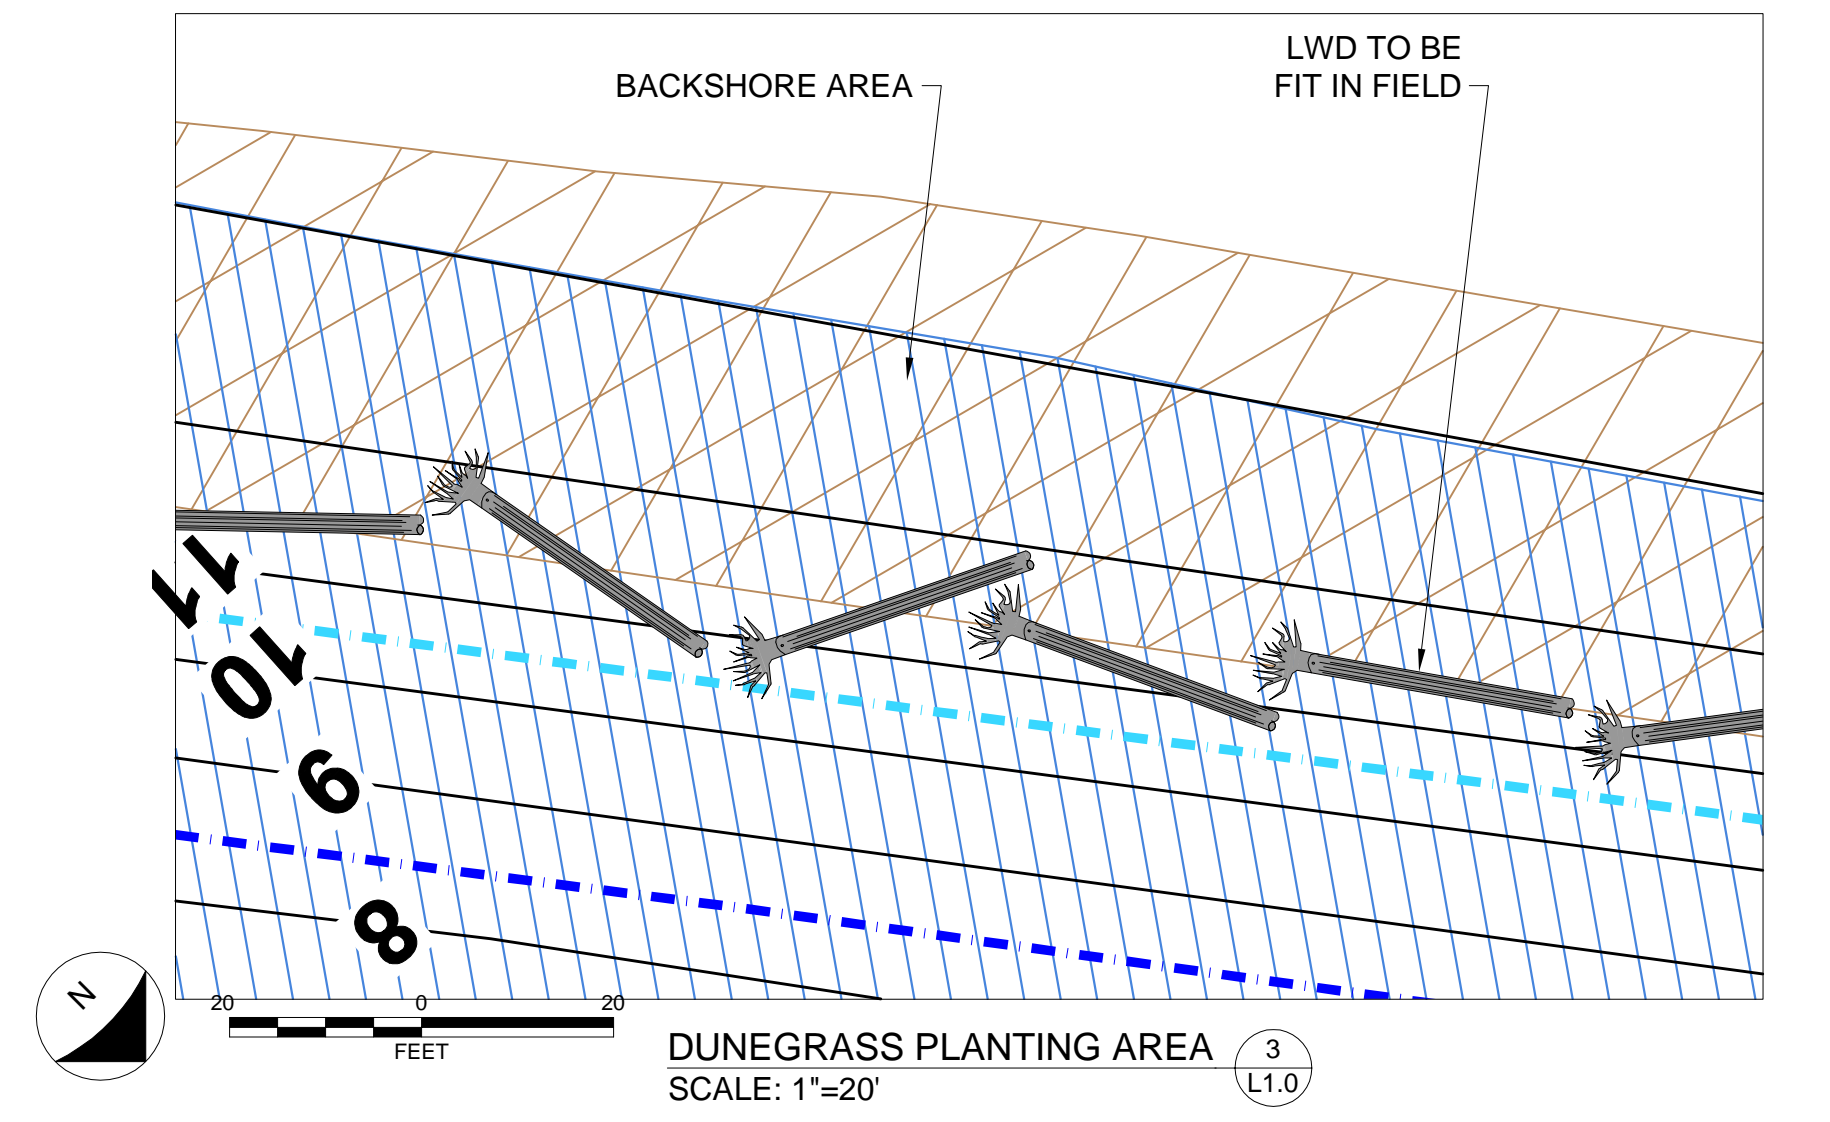 LWD TO BE
FIT IN FIELD
BACKSHORE AREA
11
10
9
8
N
20 0 20
FEET
DUNEGRASS PLANTING AREA
SCALE: 1"=20'
3
L1.0